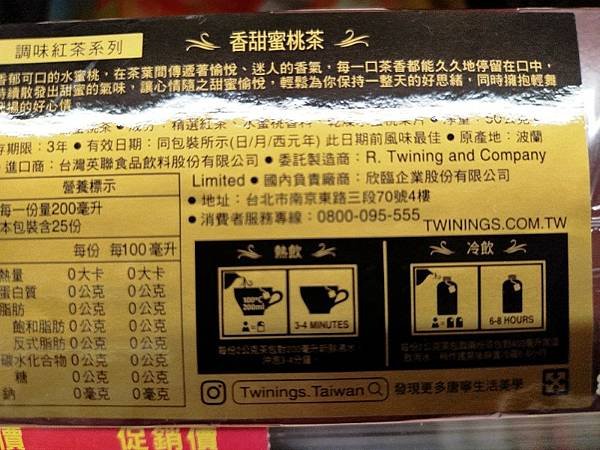 調味紅茶系列
香甜蜜桃茶
香郁可口的水蜜桃，在茶葉間傳遞著愉悅、迷人的香氣，每一口茶香都能久久地停留在口中，
持續散發出甜蜜的氣味，讓心情隨之甜蜜愉悅，輕鬆為你保持一整天的好思緒，同時擁抱輕舞
的好心情。
存期限：3年 • 有效日期：同包裝所示(日/月/西元年) 此日期前風味最佳 • 原產地：波蘭
• 進口商：台灣英聯食品飲料股份有限公司 • 委託製造商：R. Twining and Company
Limited • 國內負責廠商：欣臨企業股份有限公司
• 地址：台北市南京東路三段70號4樓
• 消費者服務專線：0800-095-555
TWININGS.COM.TW
營養標示
每一份量200毫升
本包裝含25份
每份 每100毫升
熱量 0大卡 0大卡
蛋白質 0公克 0公克
脂肪 0公克 0公克
飽和脂肪 0公克 0公克
反式脂肪 0公克 0公克
碳水化合物 0公克 0公克
糖 0公克 0公克
鈉 0毫克 0毫克
熱飲
100°C
200ml
3-4 MINUTES
冷飲
6-8 HOURS
Twinings.Taiwan
發現更多唐寧生活美學
價
促銷價